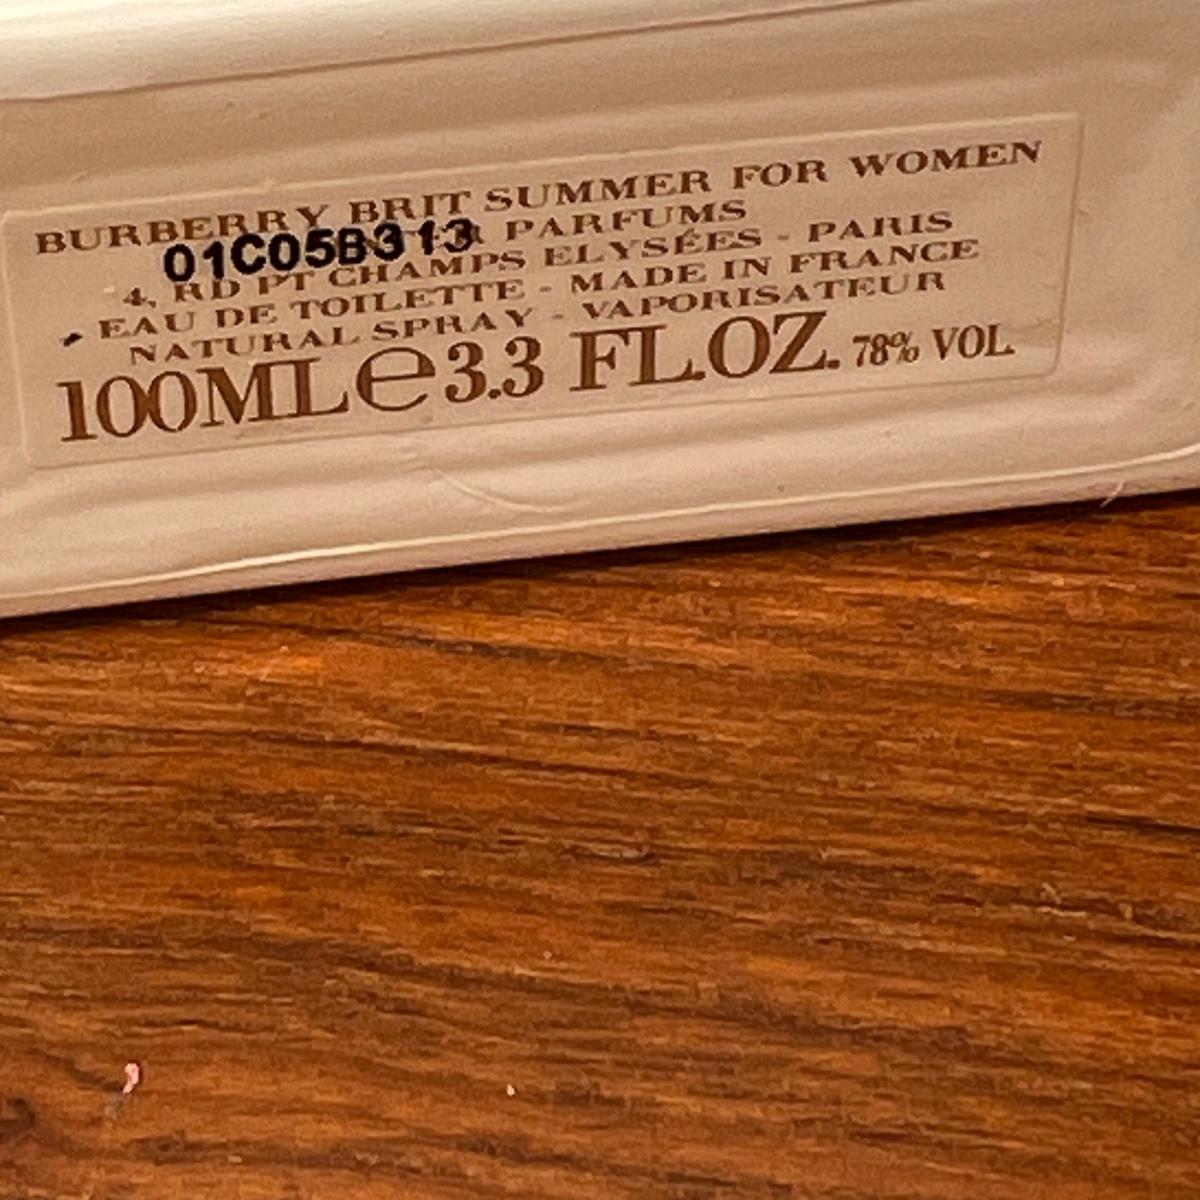 BURBERRY BRIT SUMMER FOR WOMEN
01C05B313
PARFUMS
4, RD PT CHAMPS ELYSÉES - PARIS
EAU DE TOILETTE - MADE IN FRANCE
NATURAL SPRAY - VAPORISATEUR
100ML℮3.3 FL.OZ. 78% VOL